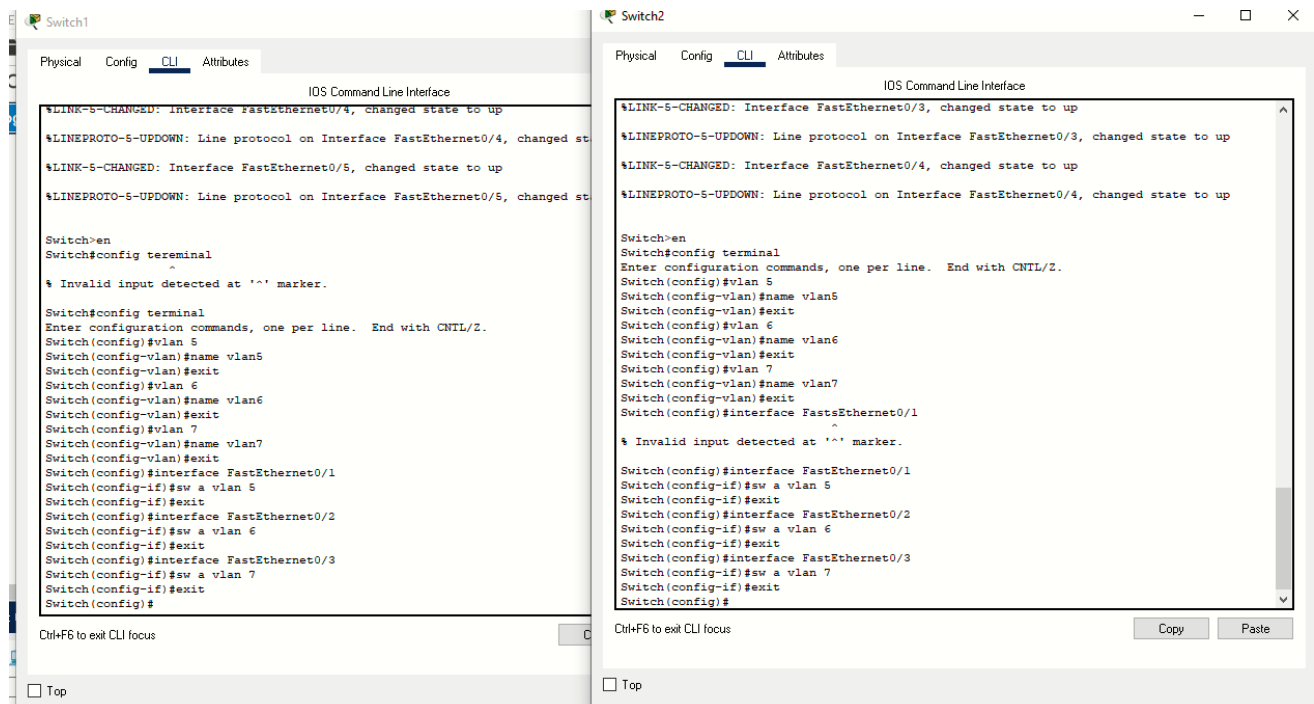 Switch1
Physical Config CLI Attributes
IOS Command Line Interface
%LINK-5-CHANGED: Interface FastEthernet0/4, changed state to up
%LINEPROTO-5-UPDOWN: Line protocol on Interface FastEthernet0/4, changed st
%LINK-5-CHANGED: Interface FastEthernet0/5, changed state to up
%LINEPROTO-5-UPDOWN: Line protocol on Interface FastEthernet0/5, changed st
Switch>en
Switch#config tereminal
^
% Invalid input detected at '^' marker.
Switch#config terminal
Enter configuration commands, one per line. End with CNTL/Z.
Switch(config)#vlan 5
Switch(config-vlan)#name vlan5
Switch(config-vlan)#exit
Switch(config)#vlan 6
Switch(config-vlan)#name vlan6
Switch(config-vlan)#exit
Switch(config)#vlan 7
Switch(config-vlan)#name vlan7
Switch(config-vlan)#exit
Switch(config)#interface FastEthernet0/1
Switch(config-if)#sw a vlan 5
Switch(config-if)#exit
Switch(config)#interface FastEthernet0/2
Switch(config-if)#sw a vlan 6
Switch(config-if)#exit
Switch(config)#interface FastEthernet0/3
Switch(config-if)#sw a vlan 7
Switch(config-if)#exit
Switch(config)#
Ctrl+F6 to exit CLI focus
Top
Switch2
Physical Config CLI Attributes
IOS Command Line Interface
%LINK-5-CHANGED: Interface FastEthernet0/3, changed state to up
%LINEPROTO-5-UPDOWN: Line protocol on Interface FastEthernet0/3, changed state to up
%LINK-5-CHANGED: Interface FastEthernet0/4, changed state to up
%LINEPROTO-5-UPDOWN: Line protocol on Interface FastEthernet0/4, changed state to up
Switch>en
Switch#config terminal
Enter configuration commands, one per line. End with CNTL/Z.
Switch(config)#vlan 5
Switch(config-vlan)#name vlan5
Switch(config-vlan)#exit
Switch(config)#vlan 6
Switch(config-vlan)#name vlan6
Switch(config-vlan)#exit
Switch(config)#vlan 7
Switch(config-vlan)#name vlan7
Switch(config-vlan)#exit
Switch(config)#interface FastsEthernet0/1
^
% Invalid input detected at '^' marker.
Switch(config)#interface FastEthernet0/1
Switch(config-if)#sw a vlan 5
Switch(config-if)#exit
Switch(config)#interface FastEthernet0/2
Switch(config-if)#sw a vlan 6
Switch(config-if)#exit
Switch(config)#interface FastEthernet0/3
Switch(config-if)#sw a vlan 7
Switch(config-if)#exit
Switch(config)#
Ctrl+F6 to exit CLI focus
Copy Paste
Top